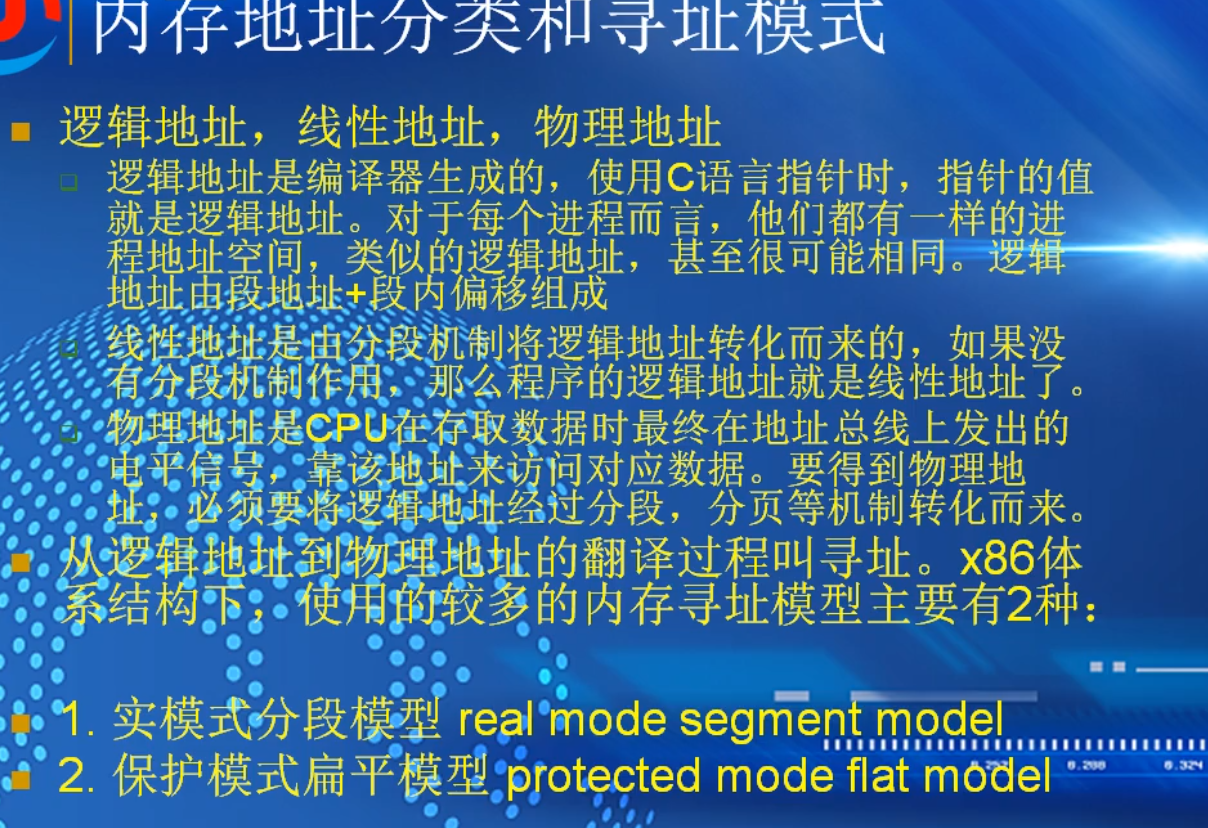 内存地址分类和寻址模式
逻辑地址，线性地址，物理地址
逻辑地址是编译器生成的，使用C语言指针时，指针的值
就是逻辑地址。对于每个进程而言，他们都有一样的进
程地址空间，类似的逻辑地址，甚至很可能相同。逻辑
地址由段地址+段内偏移组成
线性地址是由分段机制将逻辑地址转化而来的，如果没
有分段机制作用，那么程序的逻辑地址就是线性地址了。
物理地址是CPU在存取数据时最终在地址总线上发出的
电平信号，靠该地址来访问对应数据。要得到物理地
址，必须要将逻辑地址经过分段，分页等机制转化而来。
从逻辑地址到物理地址的翻译过程叫寻址。x86体
系结构下，使用的较多的内存寻址模型主要有2种：
1. 实模式分段模型 real mode segment model
2. 保护模式扁平模型 protected mode flat model
0.288
0.324